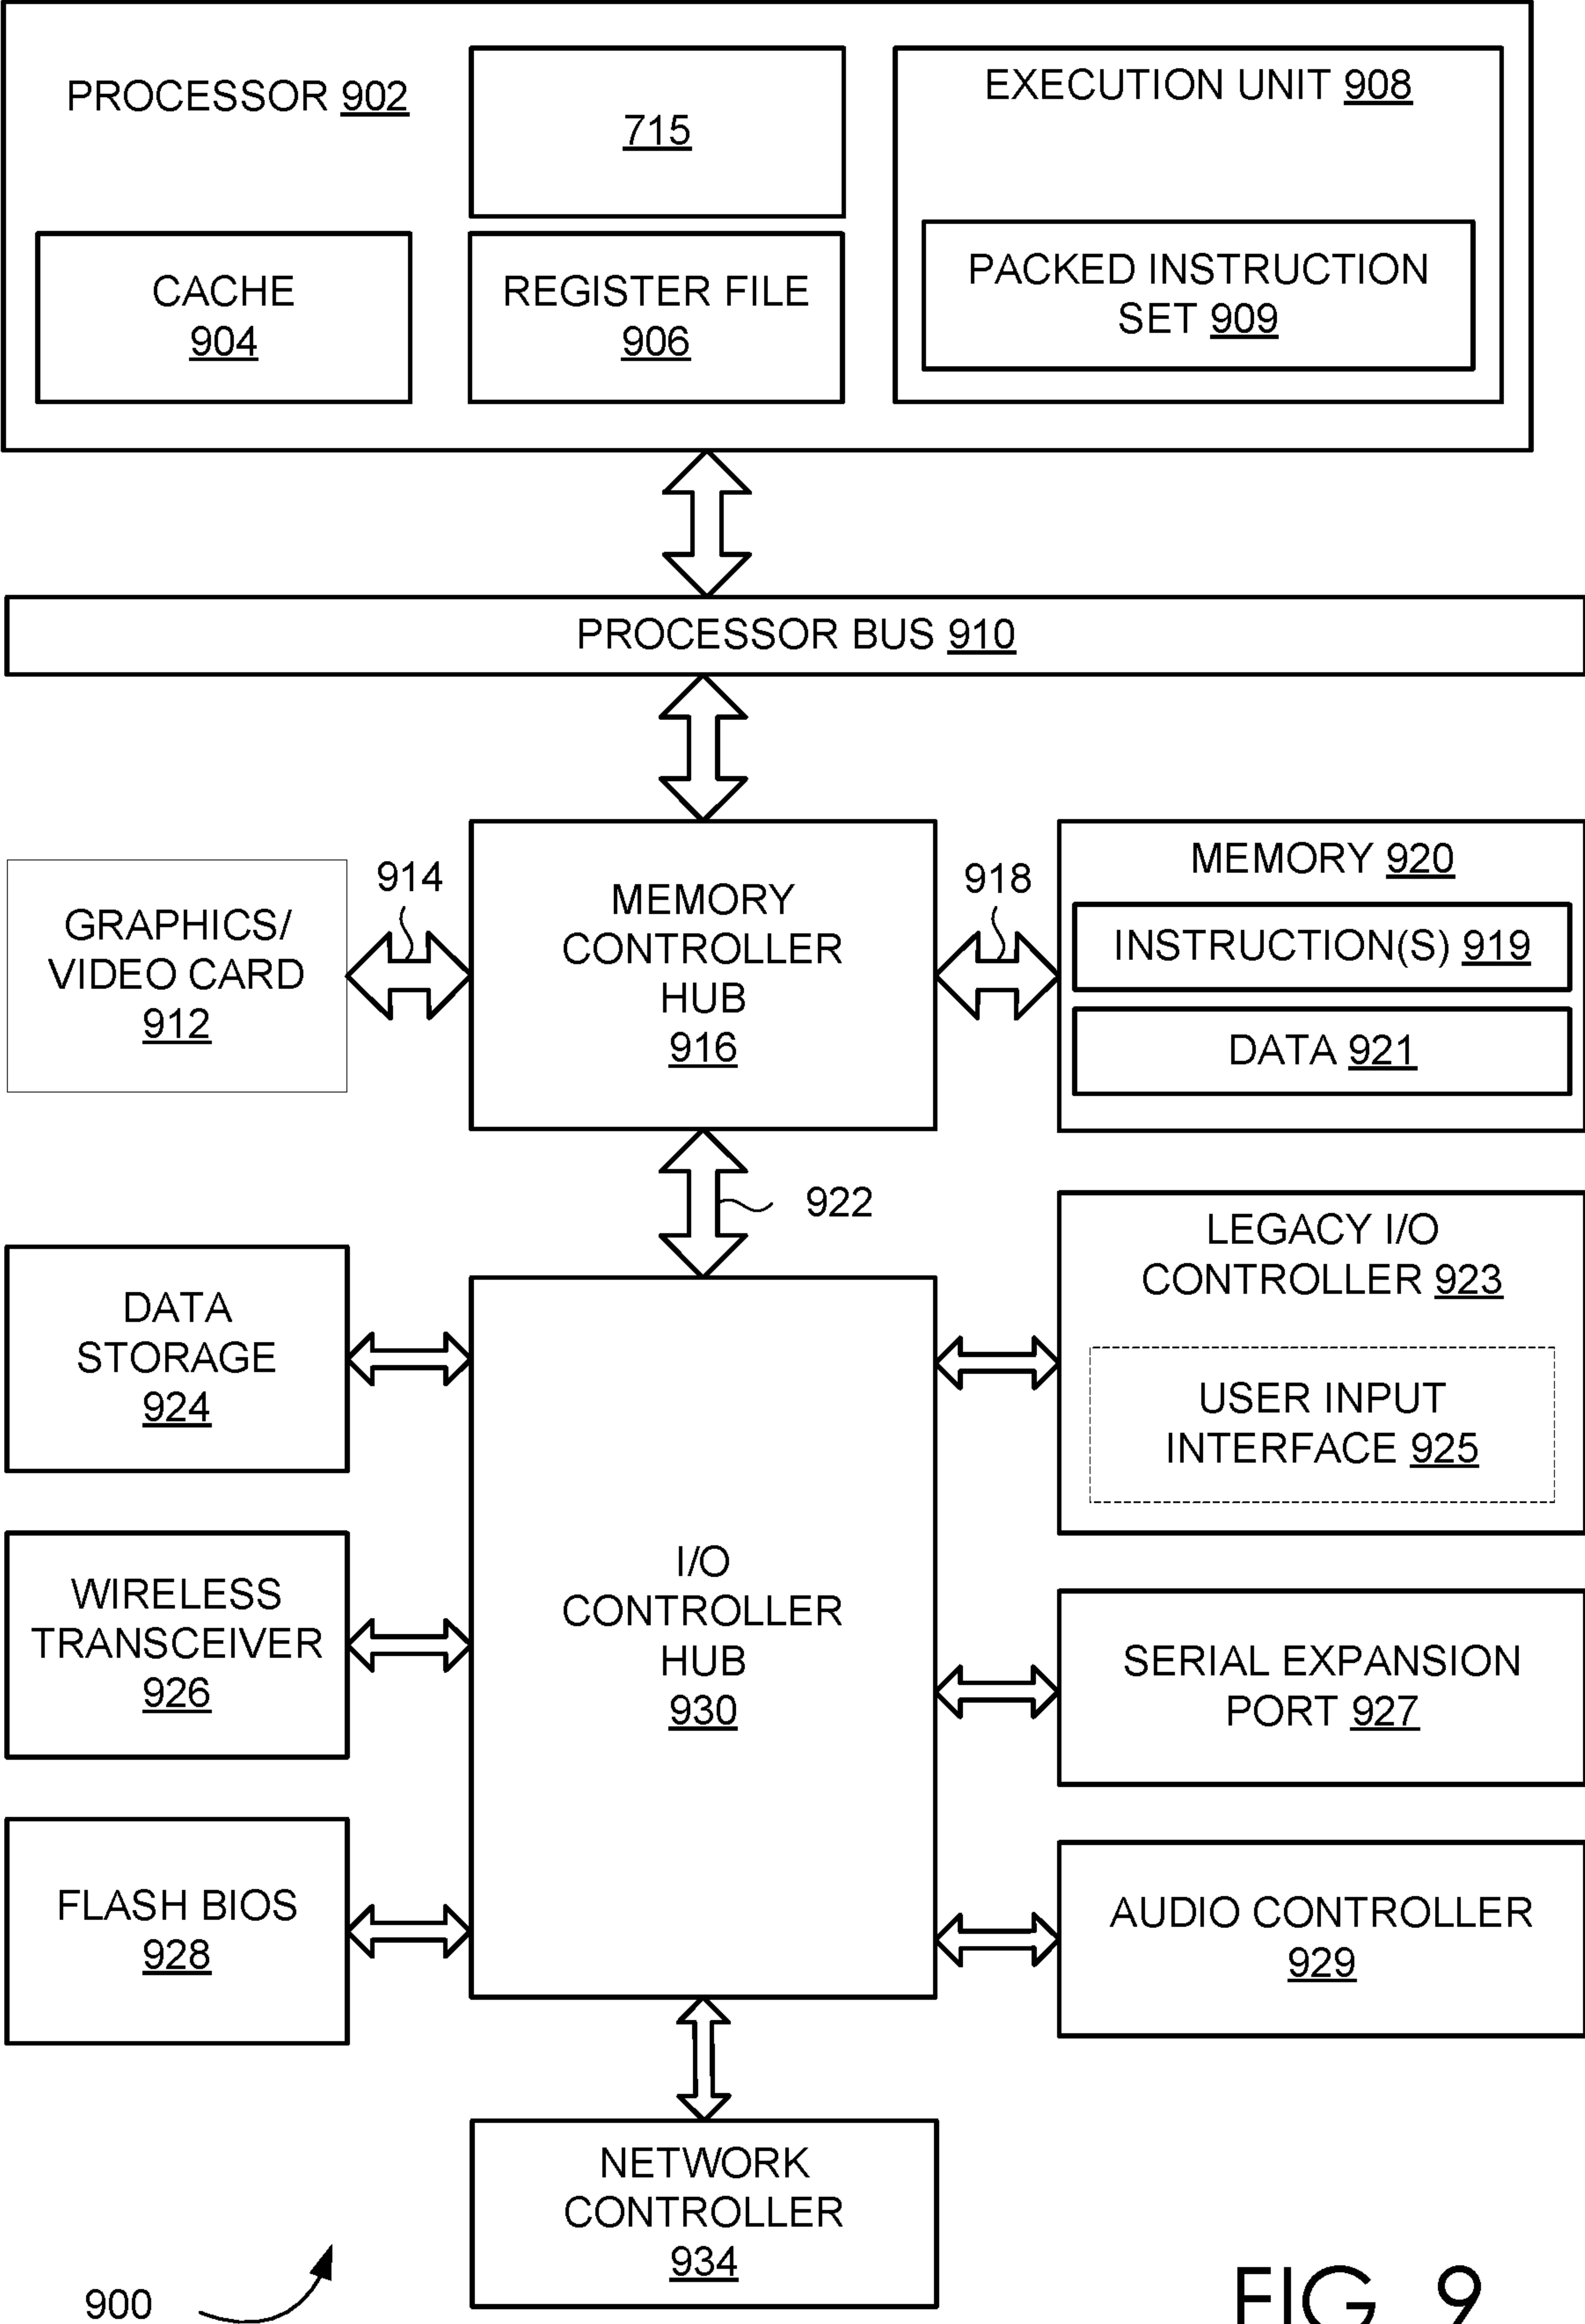 PROCESSOR 902
715
EXECUTION UNIT 908
CACHE
904
REGISTER FILE
906
PACKED INSTRUCTION
SET 909
PROCESSOR BUS 910
GRAPHICS/
VIDEO CARD
912
914
MEMORY
CONTROLLER
HUB
916
918
MEMORY 920
INSTRUCTION(S) 919
DATA 921
922
DATA
STORAGE
924
LEGACY I/O
CONTROLLER 923
USER INPUT
INTERFACE 925
WIRELESS
TRANSCEIVER
926
I/O
CONTROLLER
HUB
930
SERIAL EXPANSION
PORT 927
FLASH BIOS
928
AUDIO CONTROLLER
929
NETWORK
CONTROLLER
934
900
FIG. 9